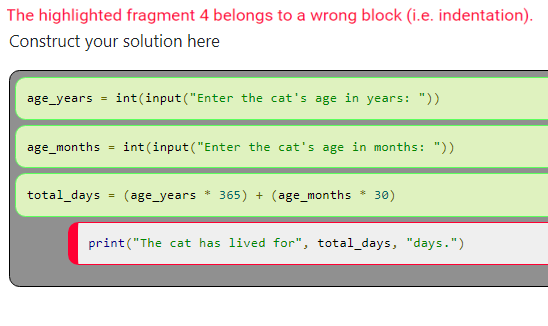 The highlighted fragment 4 belongs to a wrong block (i.e. indentation).
Construct your solution here
age_years = int(input("Enter the cat's age in years: "))
age_months = int(input("Enter the cat's age in months: "))
total_days = (age_years * 365) + (age_months * 30)
print("The cat has lived for", total_days, "days.")